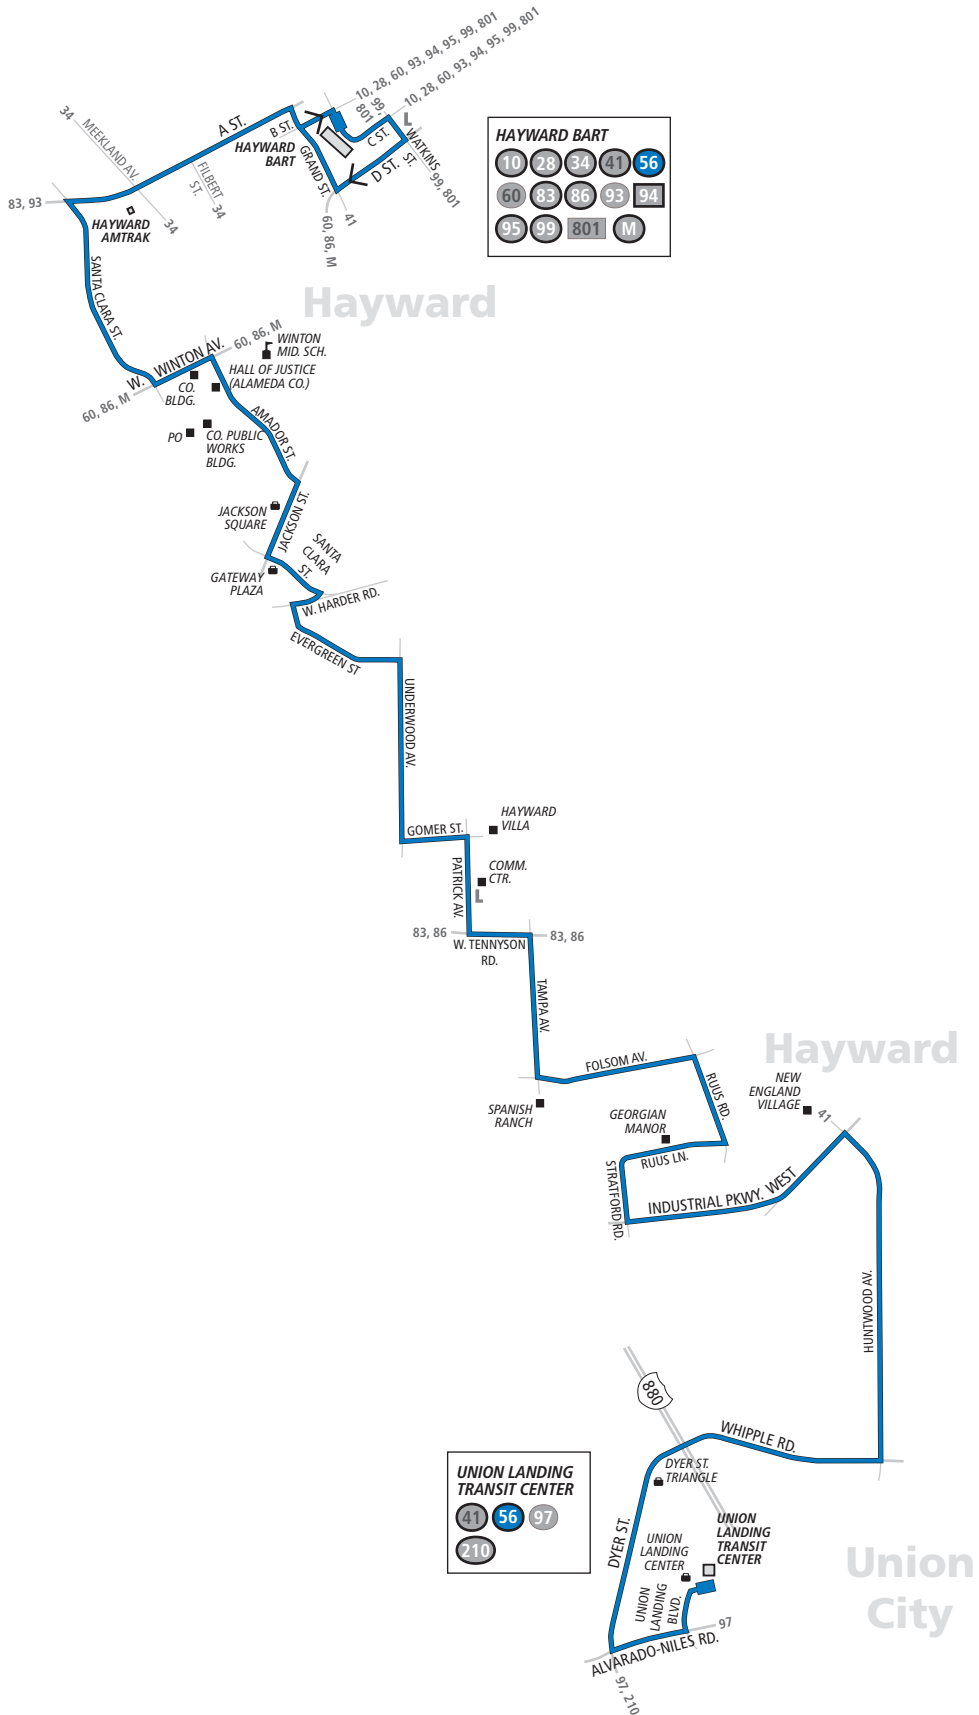 10, 28, 60, 93, 94, 95, 99, 801
10, 28, 60, 93, 94, 95, 99, 801
99,
801
34
MEEKLAND AV.
A ST.
B ST.
HAYWARD
BART
GRAND ST.
C ST.
D ST.
WATKINS
ST.
99, 801
L
FILBERT
ST.
34
34
41
60, 86, M
83, 93
HAYWARD
AMTRAK
HAYWARD BART
10 28 34 41 56
60 83 86 93 94
95 99 801 M
SANTA CLARA ST.
Hayward
60, 86, M
W. WINTON AV.
60, 86, M
WINTON
MID. SCH.
HALL OF JUSTICE
(ALAMEDA CO.)
CO.
BLDG.
AMADOR ST.
PO
CO. PUBLIC
WORKS
BLDG.
JACKSON
SQUARE
JACKSON ST.
SANTA
CLARA
ST.
GATEWAY
PLAZA
W. HARDER RD.
EVERGREEN ST
UNDERWOOD AV.
GOMER ST.
HAYWARD
VILLA
PATRICK AV.
COMM.
CTR.
L
83, 86
83, 86
W. TENNYSON
RD.
TAMPA AV.
Hayward
FOLSOM AV.
RUUS RD.
NEW
ENGLAND
VILLAGE
41
SPANISH
RANCH
GEORGIAN
MANOR
RUUS LN.
STRATFORD RD.
INDUSTRIAL PKWY. WEST
HUNTWOOD AV.
880
WHIPPLE RD.
DYER ST.
TRIANGLE
UNION LANDING
TRANSIT CENTER
41 56 97
210
DYER ST.
UNION
LANDING
CENTER
UNION
LANDING
TRANSIT
CENTER
UNION
LANDING
BLVD.
Union
City
97
ALVARADO-NILES RD.
97, 210